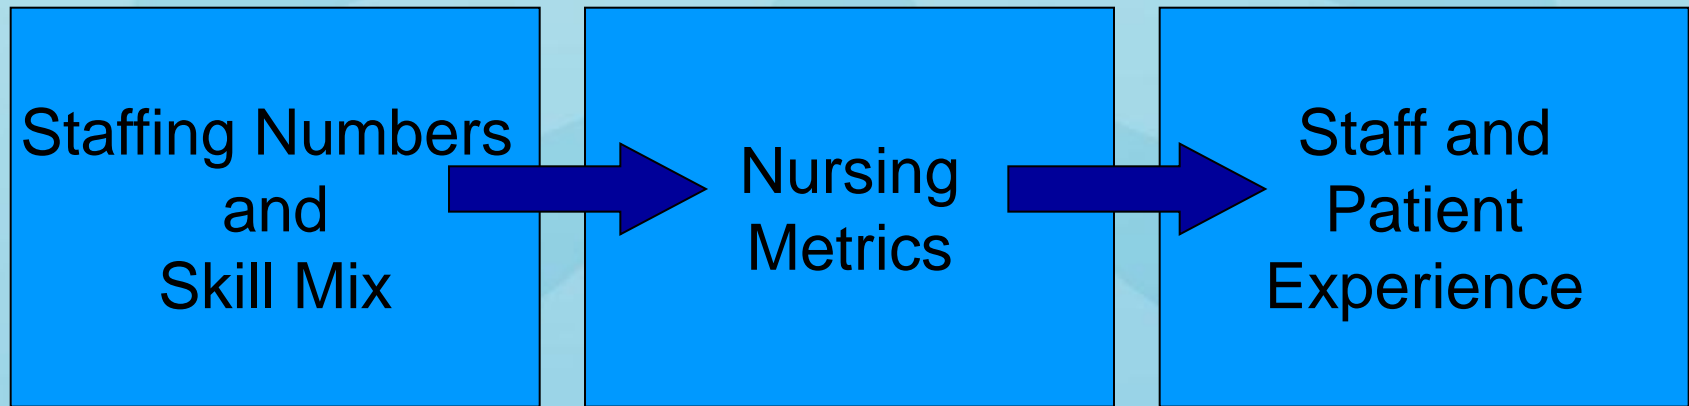 Staffing Numbers
and
Skill Mix
Nursing
Metrics
Staff and
Patient
Experience